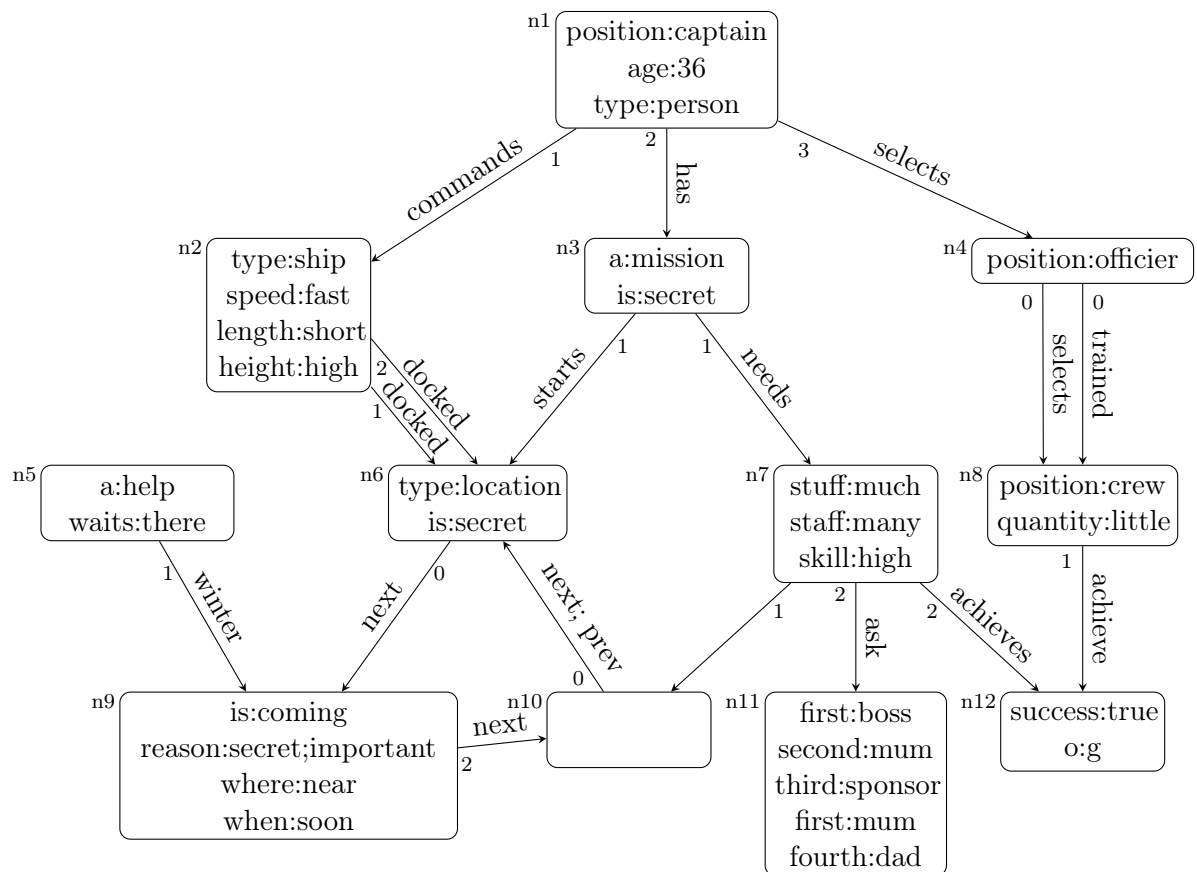 n1
position:captain
age:36
type:person
1
2
3
commands
has
selects
n2
type:ship
speed:fast
length:short
height:high
n3
a:mission
is:secret
n4
position:officier
2
docked
1
docked
1
starts
1
needs
0
selects
0
trained
n5
a:help
waits:there
n6
type:location
is:secret
n7
stuff:much
staff:many
skill:high
n8
position:crew
quantity:little
1
winter
0
next
next; prev
0
1
2
ask
2
achieves
1
achieve
n9
is:coming
reason:secret;important
where:near
when:soon
next
2
n10
n11
first:boss
second:mum
third:sponsor
first:mum
fourth:dad
n12
success:true
o:g